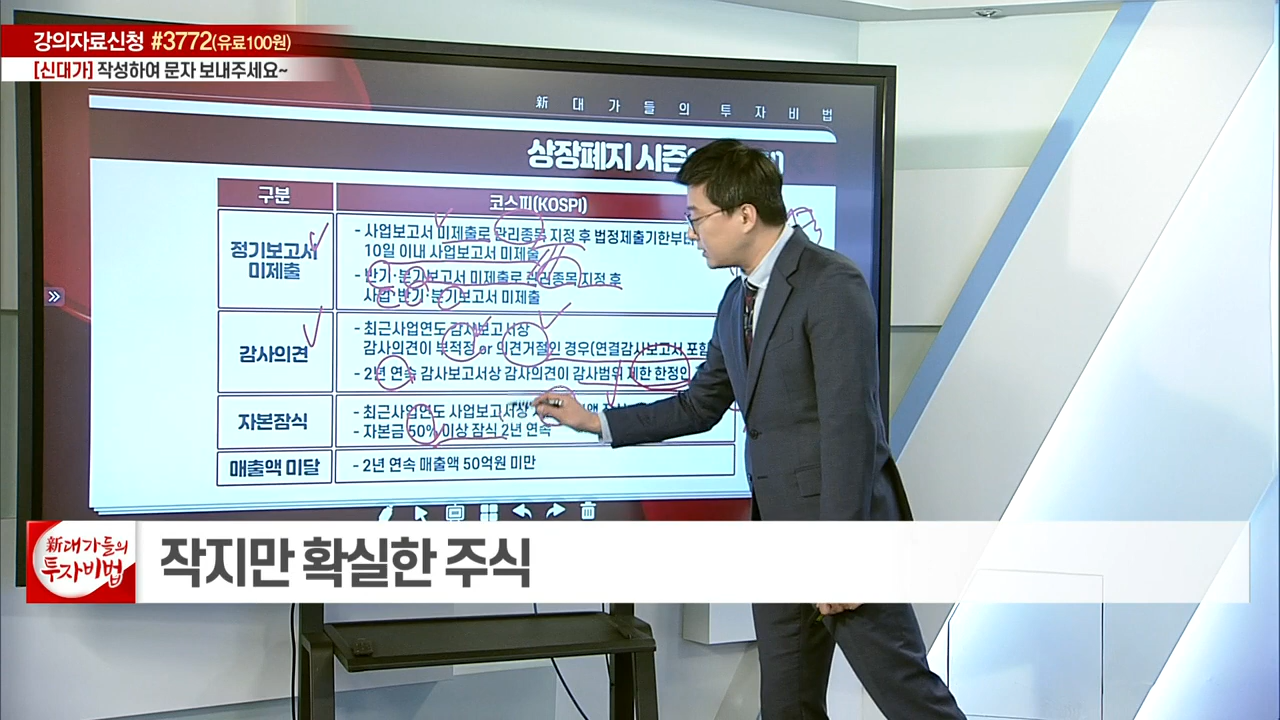 강의자료신청 #3772(유료100원)
[신대가] 작성하여 문자 보내주세요~
新 대 가 들 의 투 자 비 법
상장폐지 시즌
구분
코스피(KOSPI)
정기보고서
미제출
- 사업보고서 미제출로 관리종목 지정 후 법정제출기한부터
10일 이내 사업보고서 미제출
- 반기·분기보고서 미제출로 관리종목 지정 후
사업·반기·분기보고서 미제출
감사의견
- 최근사업연도 감사보고서상
감사의견이 부적정 or 의견거절인 경우(연결감사보고서 포함
- 2년 연속 감사보고서상 감사의견이 감사범위 제한 한정인
자본잠식
- 최근사업연도 사업보고서상
- 자본금 50% 이상 잠식 2년 연속
매출액 미달
- 2년 연속 매출액 50억원 미만
新대가들의
투자비법
작지만 확실한 주식